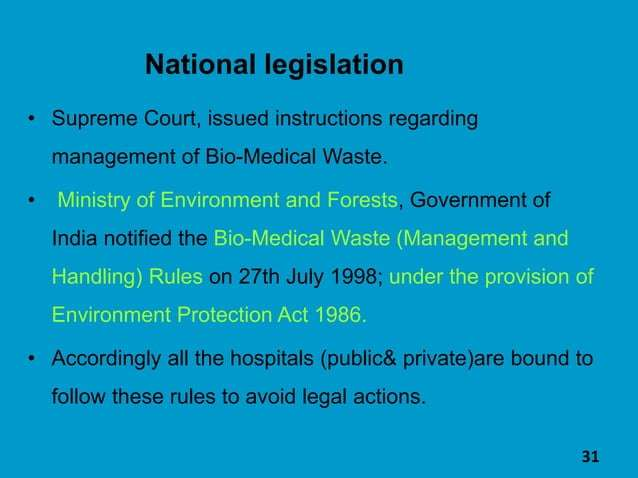 National legislation
• Supreme Court, issued instructions regarding
management of Bio-Medical Waste.
• Ministry of Environment and Forests, Government of
India notified the Bio-Medical Waste (Management and
Handling) Rules on 27th July 1998; under the provision of
Environment Protection Act 1986.
• Accordingly all the hospitals (public& private)are bound to
follow these rules to avoid legal actions.
31